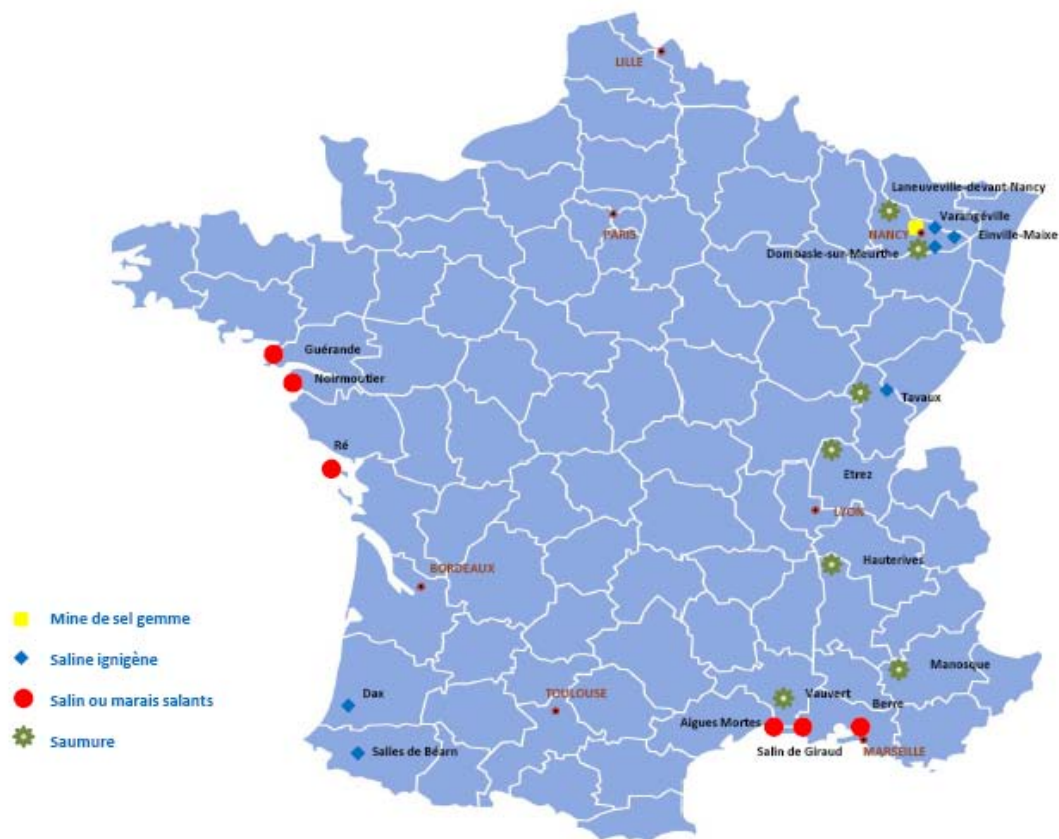 LILLE
Laneuveville-devant Nancy
Varangéville
PARIS
NANCY
Einville-Maixe
Dombasle-sur-Meurthe
Guérande
Noirmoutier
Tavaux
Ré
Etrez
LYON
Hauterives
BORDEAUX
Mine de sel gemme
Saline ignigène
Manosque
Dax
TOULOUSE
Vauvert
Salin ou marais salants
Berre
Aigues Mortes
Saumure
Salies de Béarn
Salin de Giraud
MARSEILLE